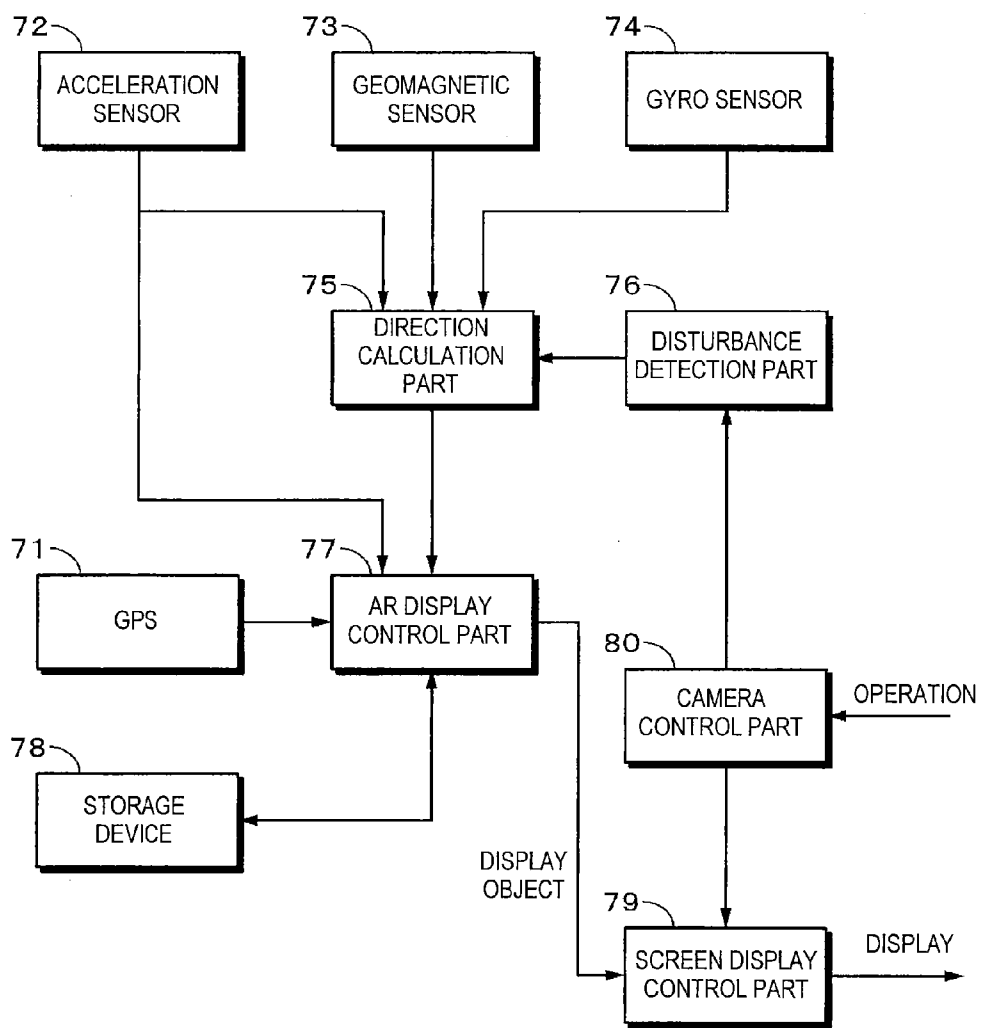 72
ACCELERATION
SENSOR
73
GEOMAGNETIC
SENSOR
74
GYRO SENSOR
75
DIRECTION
CALCULATION
PART
76
DISTURBANCE
DETECTION PART
71
GPS
77
AR DISPLAY
CONTROL PART
80
CAMERA
CONTROL PART
OPERATION
78
STORAGE
DEVICE
DISPLAY
OBJECT
79
SCREEN DISPLAY
CONTROL PART
DISPLAY